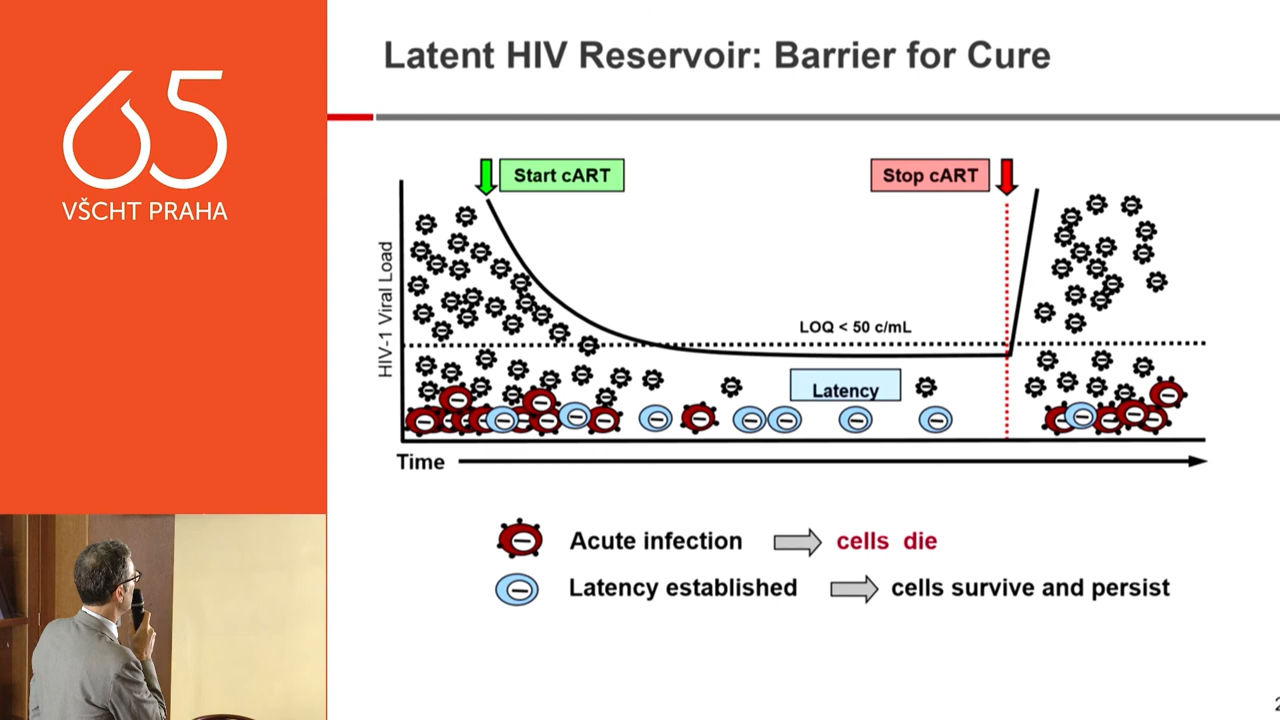 65
VŠCHT PRAHA
Latent HIV Reservoir: Barrier for Cure
Start cART
Stop cART
HIV-1 Viral Load
LOQ < 50 c/mL
Latency
Time
Acute infection
cells die
Latency established
cells survive and persist
2